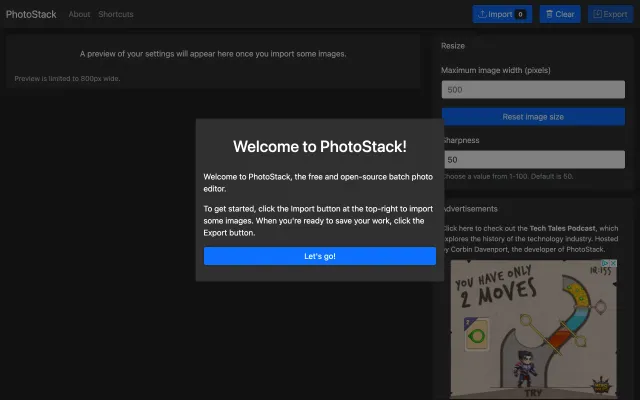 PhotoStack About Shortcuts Import 0 Clear Export
A preview of your settings will appear here once you import some images.
Preview is limited to 800px wide.
Resize
Maximum image width (pixels)
500
Reset image size
Sharpness
50
Choose a value from 1-100. Default is 50.
Welcome to PhotoStack!
Welcome to PhotoStack, the free and open-source batch photo
editor.
To get started, click the Import button at the top-right to import
some images. When you're ready to save your work, click the
Export button.
Let's go!
Advertisements
Click here to check out the Tech Tales Podcast, which
explores the history of the technology industry. Hosted
by Corbin Davenport, the developer of PhotoStack.
YOU HAVE ONLY
2 MOVES
TRY